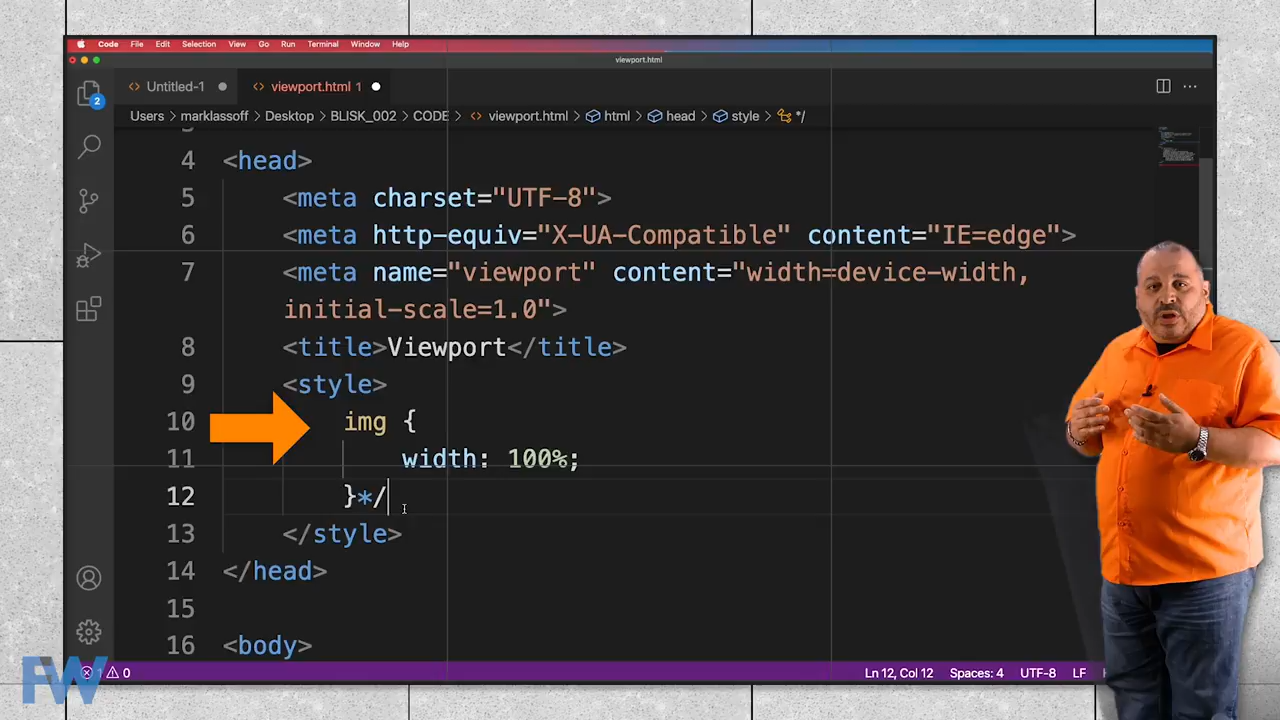 Code File Edit Selection View Go Run Terminal Window Help
viewport.html
Untitled-1 viewport.html 1
Users > marklassoff > Desktop > BLISK_002 > CODE > viewport.html > html > head > style > */
4 <head>
5 <meta charset="UTF-8">
6 <meta http-equiv="X-UA-Compatible" content="IE=edge">
7 <meta name="viewport" content="width=device-width,
initial-scale=1.0">
8 <title>Viewport</title>
9 <style>
10 img {
11 width: 100%;
12 }*/
13 </style>
14 </head>
15
16 <body>
2
FW
1 0 Ln 12, Col 12 Spaces: 4 UTF-8 LF